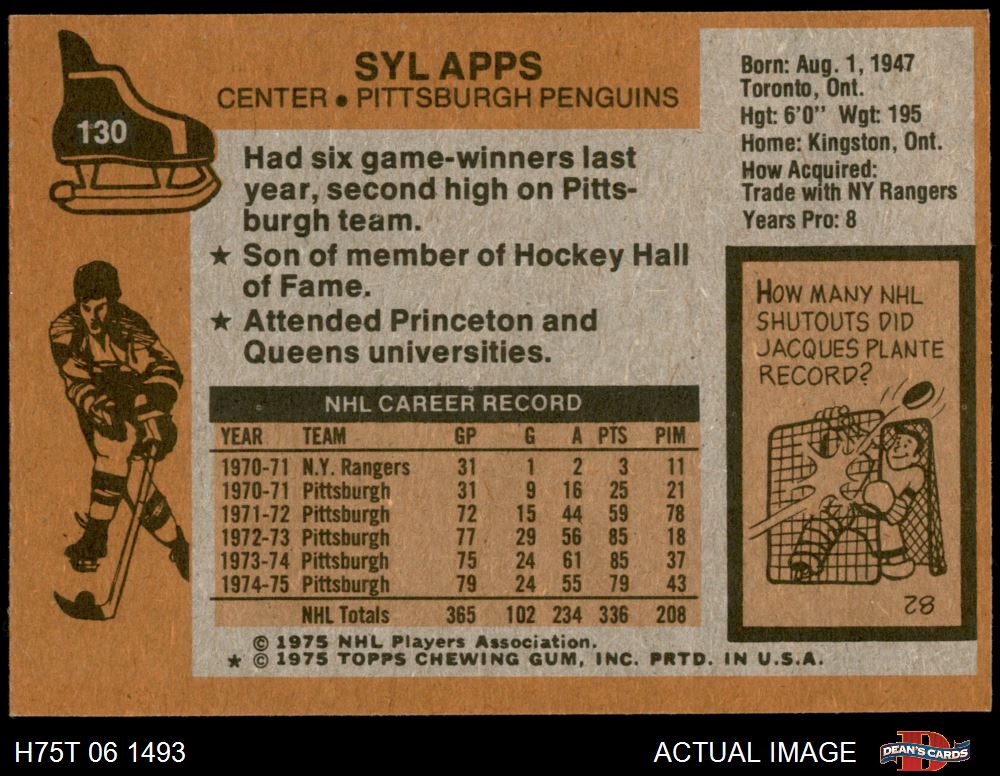 130
SYL APPS
CENTER • PITTSBURGH PENGUINS
Had six game-winners last
year, second high on Pitts-
burgh team.
★ Son of member of Hockey Hall
of Fame.
★ Attended Princeton and
Queens universities.
Born: Aug. 1, 1947
Toronto, Ont.
Hgt: 6'0" Wgt: 195
Home: Kingston, Ont.
How Acquired:
Trade with NY Rangers
Years Pro: 8
HOW MANY NHL
SHUTOUTS DID
JACQUES PLANTE
RECORD?
82
NHL CAREER RECORD
YEAR TEAM GP G A PTS PIM
1970-71 N.Y. Rangers 31 1 2 3 11
1970-71 Pittsburgh 31 9 16 25 21
1971-72 Pittsburgh 72 15 44 59 78
1972-73 Pittsburgh 77 29 56 85 18
1973-74 Pittsburgh 75 24 61 85 37
1974-75 Pittsburgh 79 24 55 79 43
NHL Totals 365 102 234 336 208
© 1975 NHL Players Association.
★ © 1975 TOPPS CHEWING GUM, INC. PRTD. IN U.S.A.
H75T 06 1493
ACTUAL IMAGE
D
DEAN'S CARDS